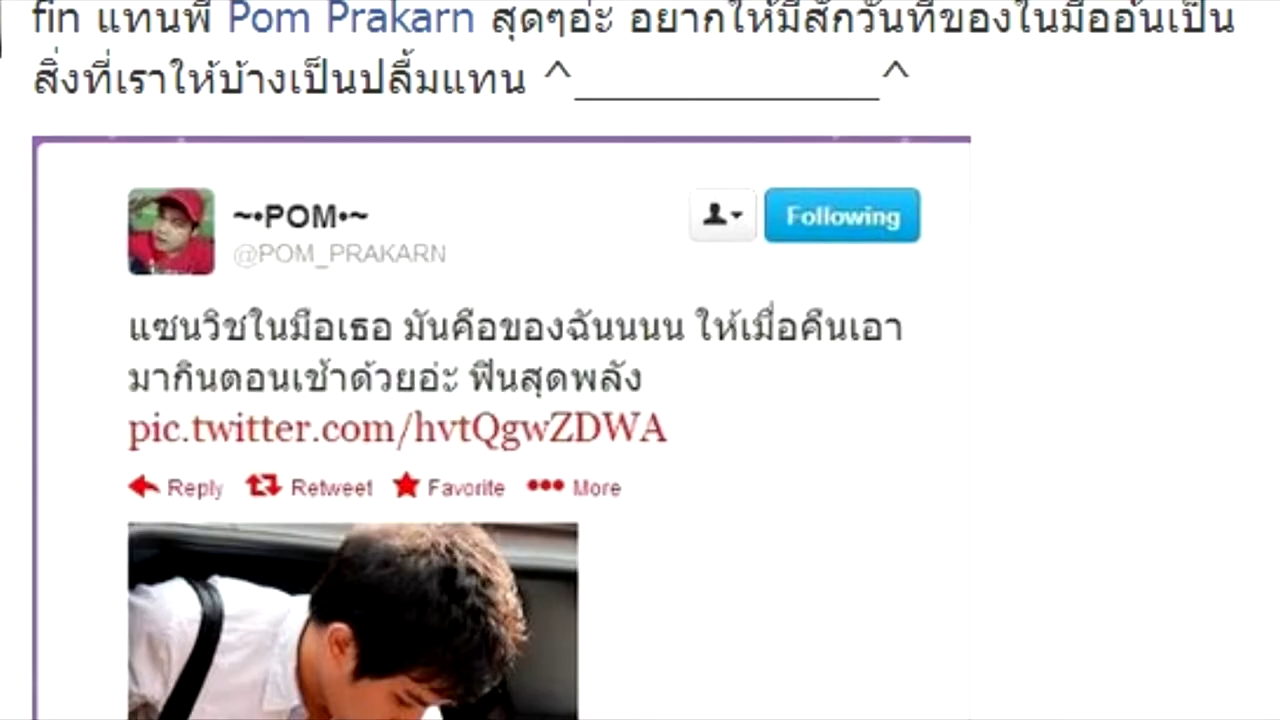 fin แทนพี่ Pom Prakarn สุดๆอ่ะ อยากให้มีสักวันที่ของในมืออ้นเป็น
สิ่งที่เราให้บ้างเป็นปลื้มแทน ^______________^
~•POM•~
@POM_PRAKARN
Following
แซนวิชในมือเธอ มันคือของฉันนนน ให้เมื่อคืนเอา
มากินตอนเช้าด้วยอ่ะ ฟินสุดพลัง
pic.twitter.com/hvtQgwZDWA
Reply Retweet Favorite More